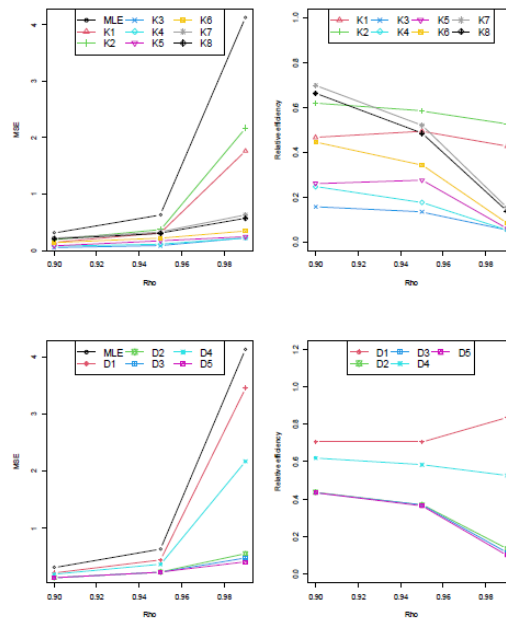 MLE K3 K6
K1 K4 K7
K2 K5 K8
MSE
4
3
2
1
0
0.90 0.92 0.94 0.96 0.98
Rho
K1 K3 K5 K7
K2 K4 K6 K8
Relative efficiency
1.0
0.8
0.6
0.4
0.2
0.0
0.90 0.92 0.94 0.96 0.98
Rho
MLE D2 D4
D1 D3 D5
MSE
4
3
2
1
0.90 0.92 0.94 0.96 0.98
Rho
D1 D3 D5
D2 D4
Relative efficiency
1.2
1.0
0.8
0.6
0.4
0.2
0.0
0.90 0.92 0.94 0.96 0.98
Rho